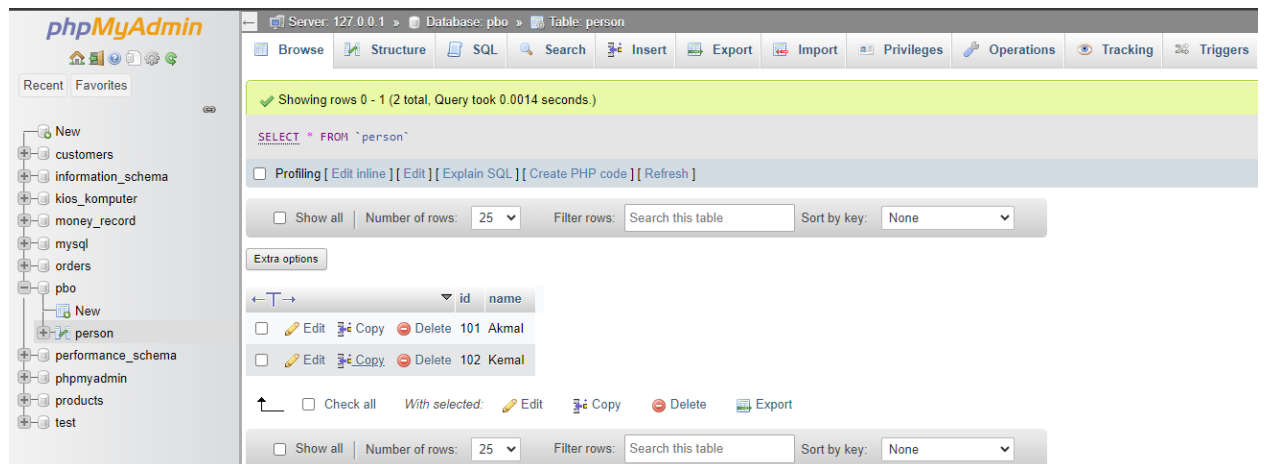 phpMyAdmin
Recent Favorites
New
customers
information_schema
kios_komputer
money_record
mysql
orders
pbo
New
person
performance_schema
phpmyadmin
products
test
Server: 127.0.0.1 » Database: pbo » Table: person
Browse Structure SQL Search Insert Export Import Privileges Operations Tracking Triggers
Showing rows 0 - 1 (2 total, Query took 0.0014 seconds.)
SELECT * FROM `person`
Profiling [ Edit inline ] [ Edit ] [ Explain SQL ] [ Create PHP code ] [ Refresh ]
Show all | Number of rows: 25 Filter rows: Search this table Sort by key: None
Extra options
←T→ id name
Edit Copy Delete 101 Akmal
Edit Copy Delete 102 Kemal
Check all With selected: Edit Copy Delete Export
Show all | Number of rows: 25 Filter rows: Search this table Sort by key: None